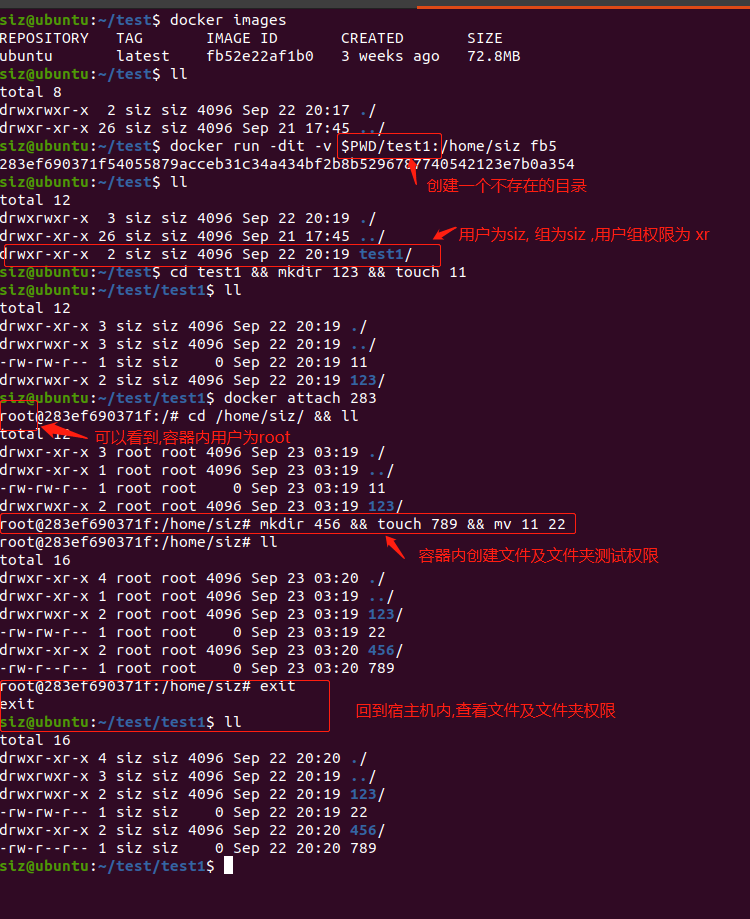 siz@ubuntu:~/test$ docker images
REPOSITORY TAG IMAGE ID CREATED SIZE
ubuntu latest fb52e22af1b0 3 weeks ago 72.8MB
siz@ubuntu:~/test$ ll
total 8
drwxrwxr-x 2 siz siz 4096 Sep 22 20:17 ./
drwxr-xr-x 26 siz siz 4096 Sep 21 17:45 ../
siz@ubuntu:~/test$ docker run -dit -v $PWD/test1:/home/siz fb5
283ef690371f54055879acceb31c34a434bf2b8b5296787740542123e7b0a354
siz@ubuntu:~/test$ ll
创建一个不存在的目录
total 12
drwxrwxr-x 3 siz siz 4096 Sep 22 20:19 ./
drwxr-xr-x 26 siz siz 4096 Sep 21 17:45 ../
用户为siz, 组为siz ,用户组权限为 xr
drwxr-xr-x 2 siz siz 4096 Sep 22 20:19 test1/
siz@ubuntu:~/test$ cd test1 && mkdir 123 && touch 11
siz@ubuntu:~/test/test1$ ll
total 12
drwxr-xr-x 3 siz siz 4096 Sep 22 20:19 ./
drwxrwxr-x 3 siz siz 4096 Sep 22 20:19 ../
-rw-rw-r-- 1 siz siz 0 Sep 22 20:19 11
drwxrwxr-x 2 siz siz 4096 Sep 22 20:19 123/
siz@ubuntu:~/test/test1$ docker attach 283
root@283ef690371f:/# cd /home/siz/ && ll
total 12
可以看到,容器内用户为root
drwxr-xr-x 3 root root 4096 Sep 23 03:19 ./
drwxr-xr-x 1 root root 4096 Sep 23 03:19 ../
-rw-rw-r-- 1 root root 0 Sep 23 03:19 11
drwxrwxr-x 2 root root 4096 Sep 23 03:19 123/
root@283ef690371f:/home/siz# mkdir 456 && touch 789 && mv 11 22
root@283ef690371f:/home/siz# ll
容器内创建文件及文件夹测试权限
total 16
drwxr-xr-x 4 root root 4096 Sep 23 03:20 ./
drwxr-xr-x 1 root root 4096 Sep 23 03:19 ../
drwxrwxr-x 2 root root 4096 Sep 23 03:19 123/
-rw-rw-r-- 1 root root 0 Sep 23 03:19 22
drwxr-xr-x 2 root root 4096 Sep 23 03:20 456/
-rw-r--r-- 1 root root 0 Sep 23 03:20 789
root@283ef690371f:/home/siz# exit
exit
回到宿主机内,查看文件及文件夹权限
siz@ubuntu:~/test/test1$ ll
total 16
drwxr-xr-x 4 siz siz 4096 Sep 22 20:20 ./
drwxrwxr-x 3 siz siz 4096 Sep 22 20:19 ../
drwxrwxr-x 2 siz siz 4096 Sep 22 20:19 123/
-rw-rw-r-- 1 siz siz 0 Sep 22 20:19 22
drwxr-xr-x 2 siz siz 4096 Sep 22 20:20 456/
-rw-r--r-- 1 siz siz 0 Sep 22 20:20 789
siz@ubuntu:~/test/test1$